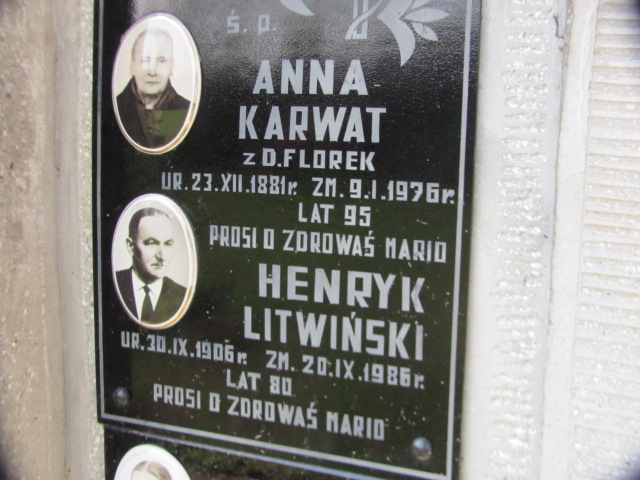 Ś. P.
ANNA
KARWAT
Z D. FLOREK
UR. 23.XII.1881r. ZM. 9.I.1976r.
LAT 95
PROSI O ZDROWAŚ MARIO
HENRYK
LITWIŃSKI
UR. 30.IX.1906r. ZM. 20.IX.1986r.
LAT 80
PROSI O ZDROWAŚ MARIO